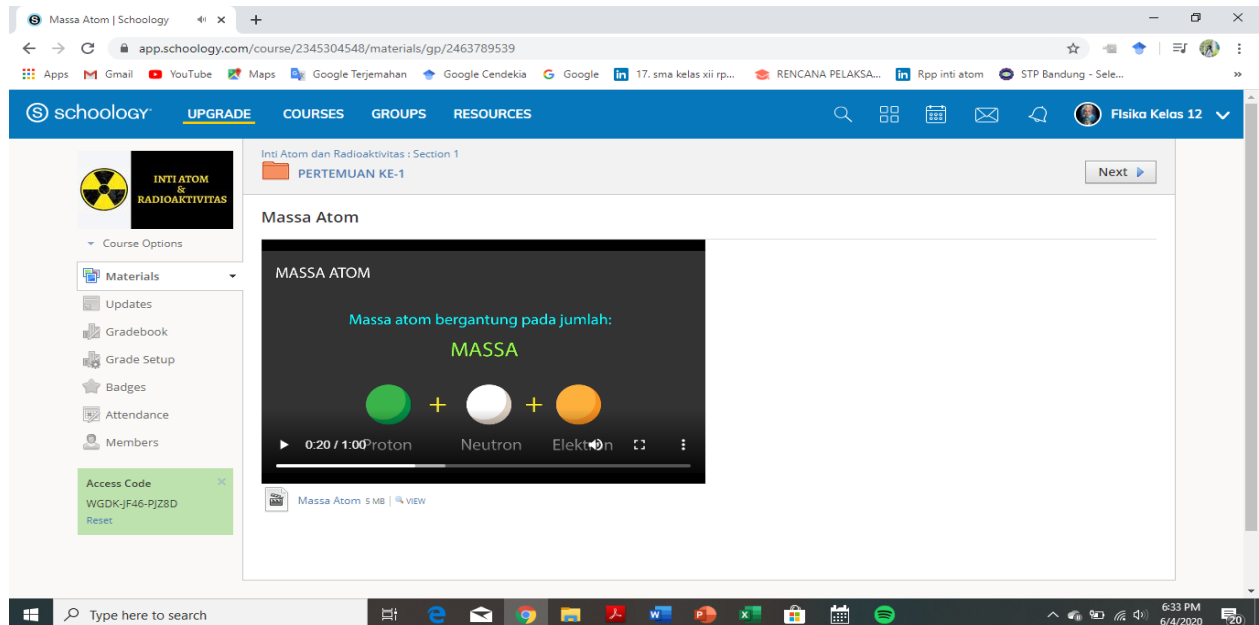 Massa Atom | Schoology
app.schoology.com/course/2345304548/materials/gp/2463789539
Apps Gmail YouTube Maps Google Terjemahan Google Cendekia Google 17. sma kelas xii rp... RENCANA PELAKSA... Rpp inti atom STP Bandung - Sele... »
schoology UPGRADE COURSES GROUPS RESOURCES FIsika Kelas 12
INTI ATOM
&
RADIOAKTIVITAS
Course Options
Materials
Updates
Gradebook
Grade Setup
Badges
Attendance
Members
Access Code
WGDK-JF46-PJZ8D
Reset
Inti Atom dan Radioaktivitas : Section 1
PERTEMUAN KE-1
Next
Massa Atom
MASSA ATOM
Massa atom bergantung pada jumlah:
MASSA
+ +
Proton Neutron Elektron
0:20 / 1:00
Massa Atom 5 MB | VIEW
Type here to search
6:33 PM
6/4/2020
20